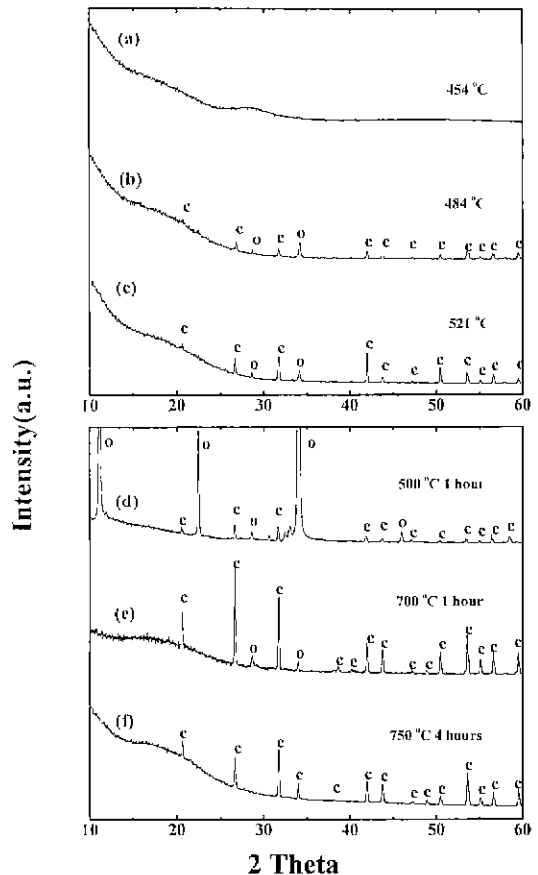 (a)
454 °C
(b)
484 °C
c c o c o c c c c c c c c
(c)
521 °C
c c o c o c c c c c c c c
10 20 30 40 50 60
o o o
500 °C 1 hour
(d)
c c o c c c o c c c c c c
700 °C 1 hour
(e)
c c o c o c c c c c c c c c c
750 °C 4 hours
(f)
c c c c c c c c c c c c c
10 20 30 40 50 60
2 Theta
Intensity(a.u.)